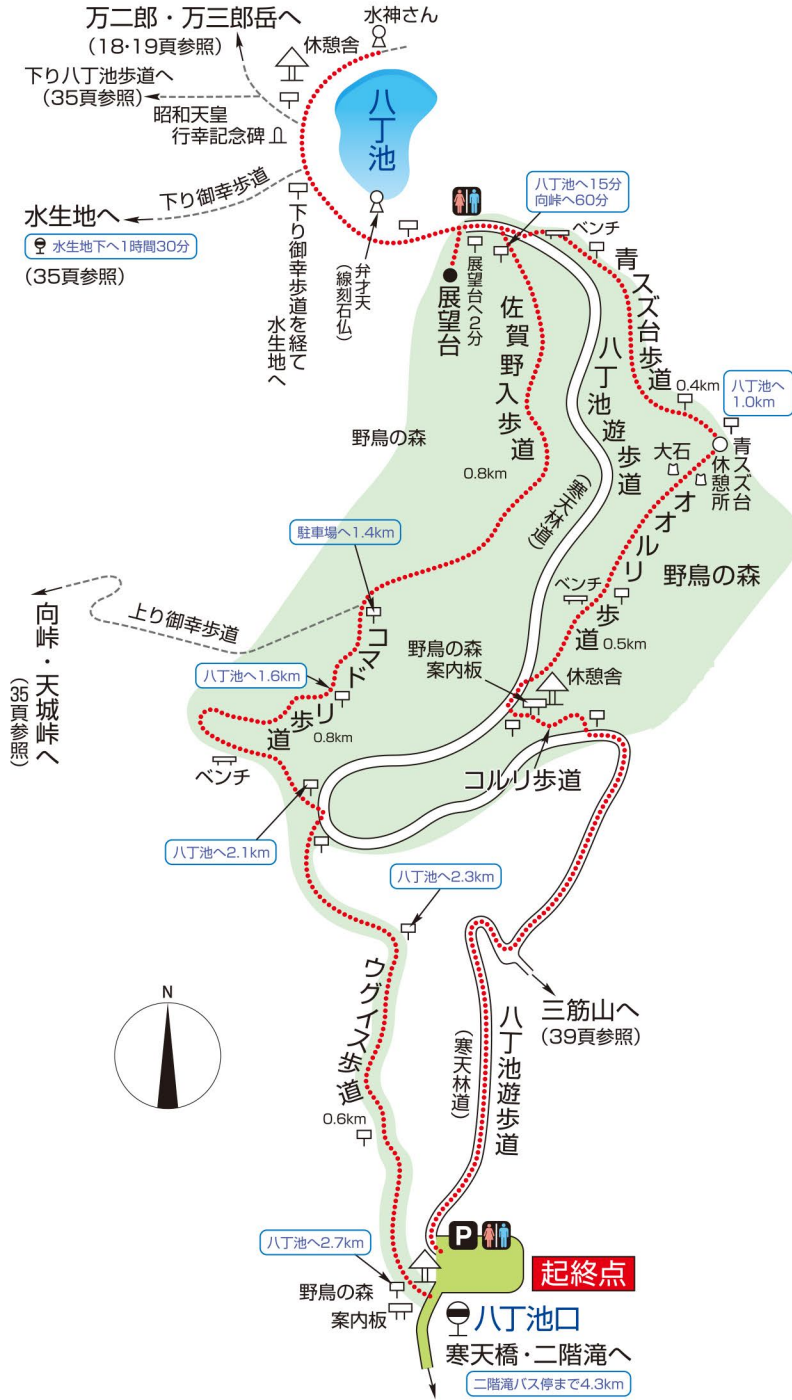 万二郎・万三郎岳へ
(18・19頁参照)
水神さん
休憩舎
下り八丁池歩道へ
(35頁参照)
昭和天皇
行幸記念碑
八丁池
水生地へ
下り御幸歩道
水生地下へ1時間30分
(35頁参照)
下り御幸歩道を経て
水生地へ
弁才天
(線刻石仏)
八丁池へ15分
向峠へ60分
展望台へ2分
展望台
ベンチ
青スズ台歩道
佐賀野入歩道
八丁池遊歩道
(寒天林道)
0.4km
八丁池へ
1.0km
野鳥の森
0.8km
大石
青スズ台
休憩所
オオルリ歩道
野鳥の森
駐車場へ1.4km
向峠・天城峠へ
(35頁参照)
上り御幸歩道
コマドリ歩道
ベンチ
0.5km
野鳥の森
案内板
休憩舎
八丁池へ1.6km
0.8km
ベンチ
コルリ歩道
八丁池へ2.1km
八丁池へ2.3km
ウグイス歩道
N
三筋山へ
(39頁参照)
八丁池遊歩道
(寒天林道)
0.6km
八丁池へ2.7km
P
起終点
野鳥の森
案内板
八丁池口
寒天橋・二階滝へ
二階滝バス停まで4.3km